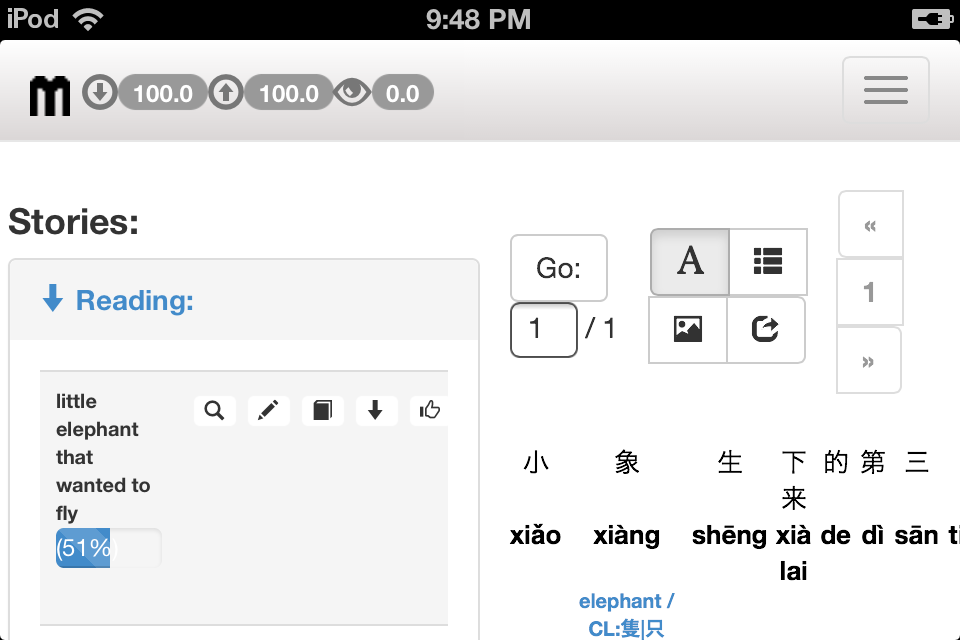 iPod 9:48 PM
m 100.0 100.0 0.0
Stories:
Reading:
little
elephant
that
wanted to
fly
(51%)
Go:
1 / 1
A
«
1
»
小 象 生 下 的 第 三
来
xiǎo xiàng shēng xià de dì sān ti
lai
elephant /
CL:隻|只